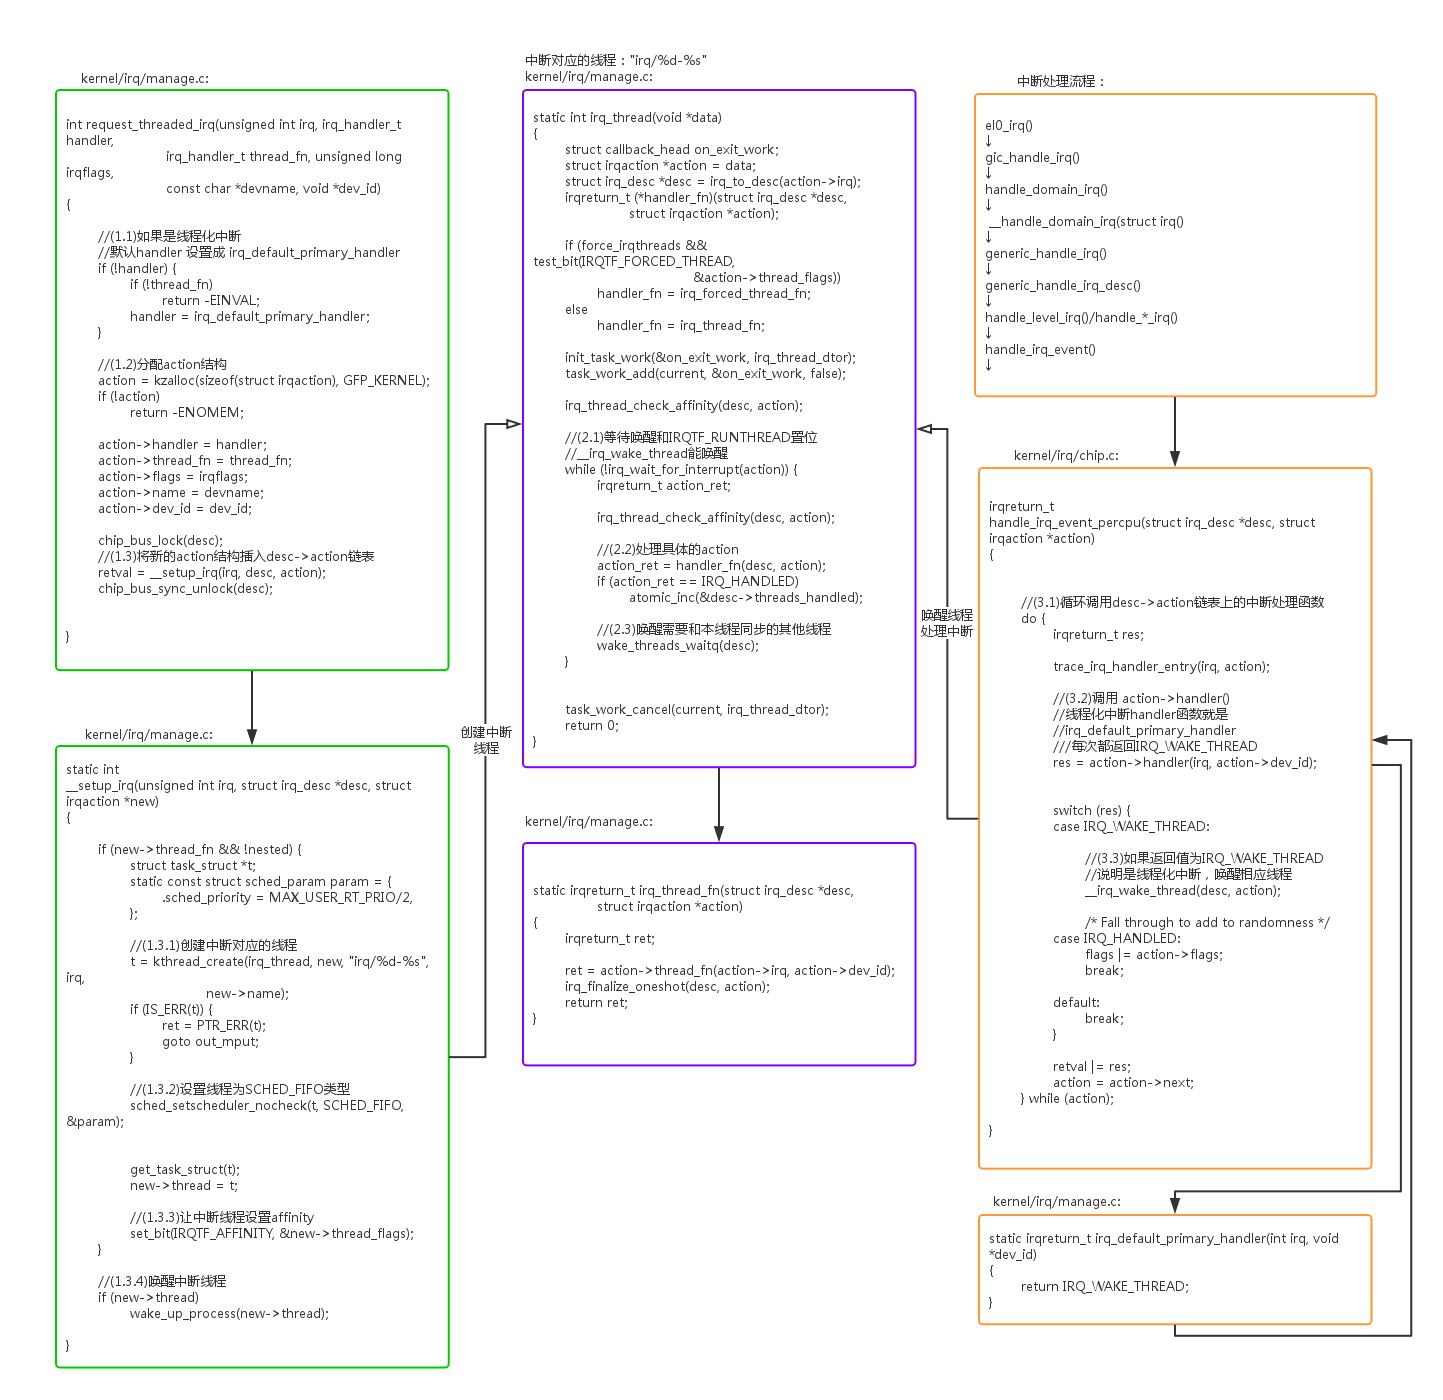 kernel/irq/manage.c:
int request_threaded_irq(unsigned int irq, irq_handler_t
handler,
irq_handler_t thread_fn, unsigned long
irqflags,
const char *devname, void *dev_id)
{
//(1.1)如果是线程化中断
//默认handler 设置成 irq_default_primary_handler
if (!handler) {
if (!thread_fn)
return -EINVAL;
handler = irq_default_primary_handler;
}
//(1.2)分配action结构
action = kzalloc(sizeof(struct irqaction), GFP_KERNEL);
if (!action)
return -ENOMEM;
action->handler = handler;
action->thread_fn = thread_fn;
action->flags = irqflags;
action->name = devname;
action->dev_id = dev_id;
chip_bus_lock(desc);
//(1.3)将新的action结构插入desc->action链表
retval = __setup_irq(irq, desc, action);
chip_bus_sync_unlock(desc);
}
kernel/irq/manage.c:
static int
__setup_irq(unsigned int irq, struct irq_desc *desc, struct
irqaction *new)
{
if (new->thread_fn && !nested) {
struct task_struct *t;
static const struct sched_param param = {
.sched_priority = MAX_USER_RT_PRIO/2,
};
//(1.3.1)创建中断对应的线程
t = kthread_create(irq_thread, new, "irq/%d-%s",
irq,
new->name);
if (IS_ERR(t)) {
ret = PTR_ERR(t);
goto out_mput;
}
//(1.3.2)设置线程为SCHED_FIFO类型
sched_setscheduler_nocheck(t, SCHED_FIFO,
&param);
get_task_struct(t);
new->thread = t;
//(1.3.3)让中断线程设置affinity
set_bit(IRQTF_AFFINITY, &new->thread_flags);
}
//(1.3.4)唤醒中断线程
if (new->thread)
wake_up_process(new->thread);
}
创建中断
线程
中断对应的线程："irq/%d-%s"
kernel/irq/manage.c:
static int irq_thread(void *data)
{
struct callback_head on_exit_work;
struct irqaction *action = data;
struct irq_desc *desc = irq_to_desc(action->irq);
irqreturn_t (*handler_fn)(struct irq_desc *desc,
struct irqaction *action);
if (force_irqthreads &&
test_bit(IRQTF_FORCED_THREAD,
&action->thread_flags))
handler_fn = irq_forced_thread_fn;
else
handler_fn = irq_thread_fn;
init_task_work(&on_exit_work, irq_thread_dtor);
task_work_add(current, &on_exit_work, false);
irq_thread_check_affinity(desc, action);
//(2.1)等待唤醒和IRQTF_RUNTHREAD置位
//__irq_wake_thread能唤醒
while (!irq_wait_for_interrupt(action)) {
irqreturn_t action_ret;
irq_thread_check_affinity(desc, action);
//(2.2)处理具体的action
action_ret = handler_fn(desc, action);
if (action_ret == IRQ_HANDLED)
atomic_inc(&desc->threads_handled);
//(2.3)唤醒需要和本线程同步的其他线程
wake_threads_waitq(desc);
}
task_work_cancel(current, irq_thread_dtor);
return 0;
}
kernel/irq/manage.c:
static irqreturn_t irq_thread_fn(struct irq_desc *desc,
struct irqaction *action)
{
irqreturn_t ret;
ret = action->thread_fn(action->irq, action->dev_id);
irq_finalize_oneshot(desc, action);
return ret;
}
唤醒线程
处理中断
中断处理流程：
el0_irq()
↓
gic_handle_irq()
↓
handle_domain_irq()
↓
__handle_domain_irq(struct irq()
↓
generic_handle_irq()
↓
generic_handle_irq_desc()
↓
handle_level_irq()/handle_*_irq()
↓
handle_irq_event()
↓
kernel/irq/chip.c:
irqreturn_t
handle_irq_event_percpu(struct irq_desc *desc, struct
irqaction *action)
{
//(3.1)循环调用desc->action链表上的中断处理函数
do {
irqreturn_t res;
trace_irq_handler_entry(irq, action);
//(3.2)调用 action->handler()
//线程化中断handler函数就是
//irq_default_primary_handler
///每次都返回IRQ_WAKE_THREAD
res = action->handler(irq, action->dev_id);
switch (res) {
case IRQ_WAKE_THREAD:
//(3.3)如果返回值为IRQ_WAKE_THREAD
//说明是线程化中断，唤醒相应线程
__irq_wake_thread(desc, action);
/* Fall through to add to randomness */
case IRQ_HANDLED:
flags |= action->flags;
break;
default:
break;
}
retval |= res;
action = action->next;
} while (action);
}
kernel/irq/manage.c:
static irqreturn_t irq_default_primary_handler(int irq, void
*dev_id)
{
return IRQ_WAKE_THREAD;
}